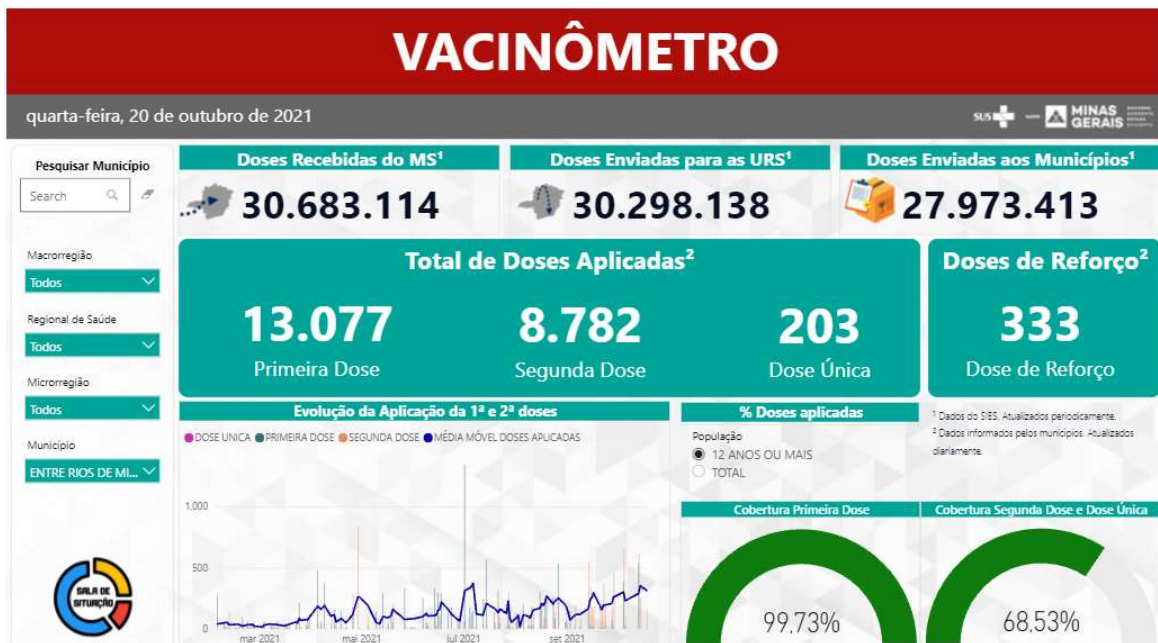 VACINÔMETRO
quarta-feira, 20 de outubro de 2021
SUS
MINAS
GERAIS
Pesquisar Município
Search
Macrorregião
Todos
Regional de Saúde
Todos
Microrregião
Todos
Município
ENTRE RIOS DE MI...
SALA DE
SITUAÇÃO
Doses Recebidas do MS¹
30.683.114
Doses Enviadas para as URS¹
30.298.138
Doses Enviadas aos Municípios¹
27.973.413
Total de Doses Aplicadas²
13.077
Primeira Dose
8.782
Segunda Dose
203
Dose Única
Doses de Reforço²
333
Dose de Reforço
Evolução da Aplicação da 1ª e 2ª doses
DOSE UNICA PRIMEIRA DOSE SEGUNDA DOSE MÉDIA MÓVEL DOSES APLICADAS
1.000
500
0
mar 2021 mai 2021 jul 2021 set 2021
% Doses aplicadas
População
12 ANOS OU MAIS
TOTAL
¹ Dados do SIES. Atualizados periodicamente.
² Dados informados pelos municípios. Atualizados
diariamente.
Cobertura Primeira Dose
99,73%
Cobertura Segunda Dose e Dose Única
68,53%